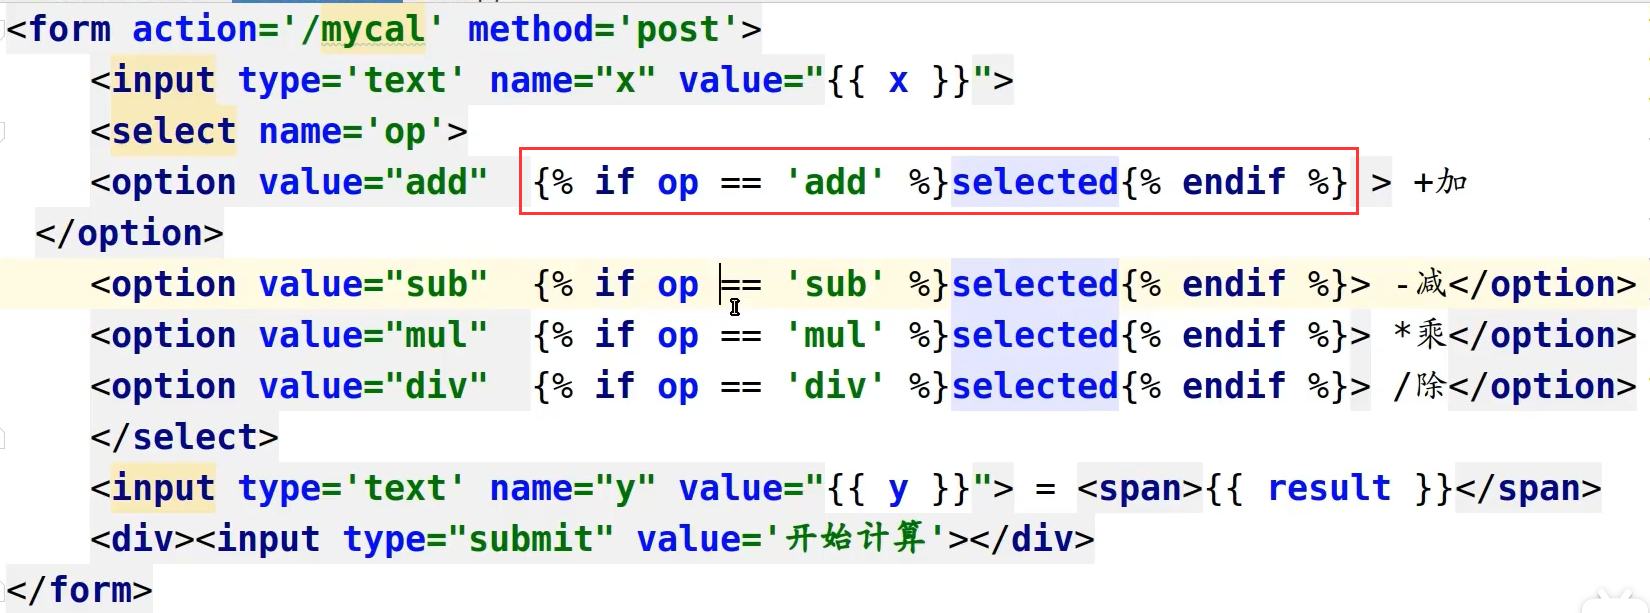 <form action='/mycal' method='post'>
<input type='text' name="x" value="{{ x }}">
<select name='op'>
<option value="add" {% if op == 'add' %}selected{% endif %} > +加
</option>
<option value="sub" {% if op == 'sub' %}selected{% endif %}> -减</option>
<option value="mul" {% if op == 'mul' %}selected{% endif %}> *乘</option>
<option value="div" {% if op == 'div' %}selected{% endif %}> /除</option>
</select>
<input type='text' name="y" value="{{ y }}"> = <span>{{ result }}</span>
<div><input type="submit" value='开始计算'></div>
</form>